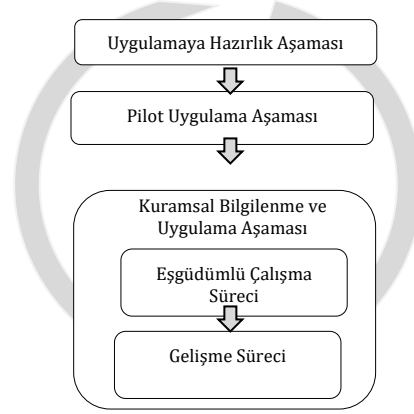 Uygulamaya Hazırlık Aşaması
Pilot Uygulama Aşaması
Kuramsal Bilgilenme ve
Uygulama Aşaması
Eşgüdümlü Çalışma
Süreci
Gelişme Süreci